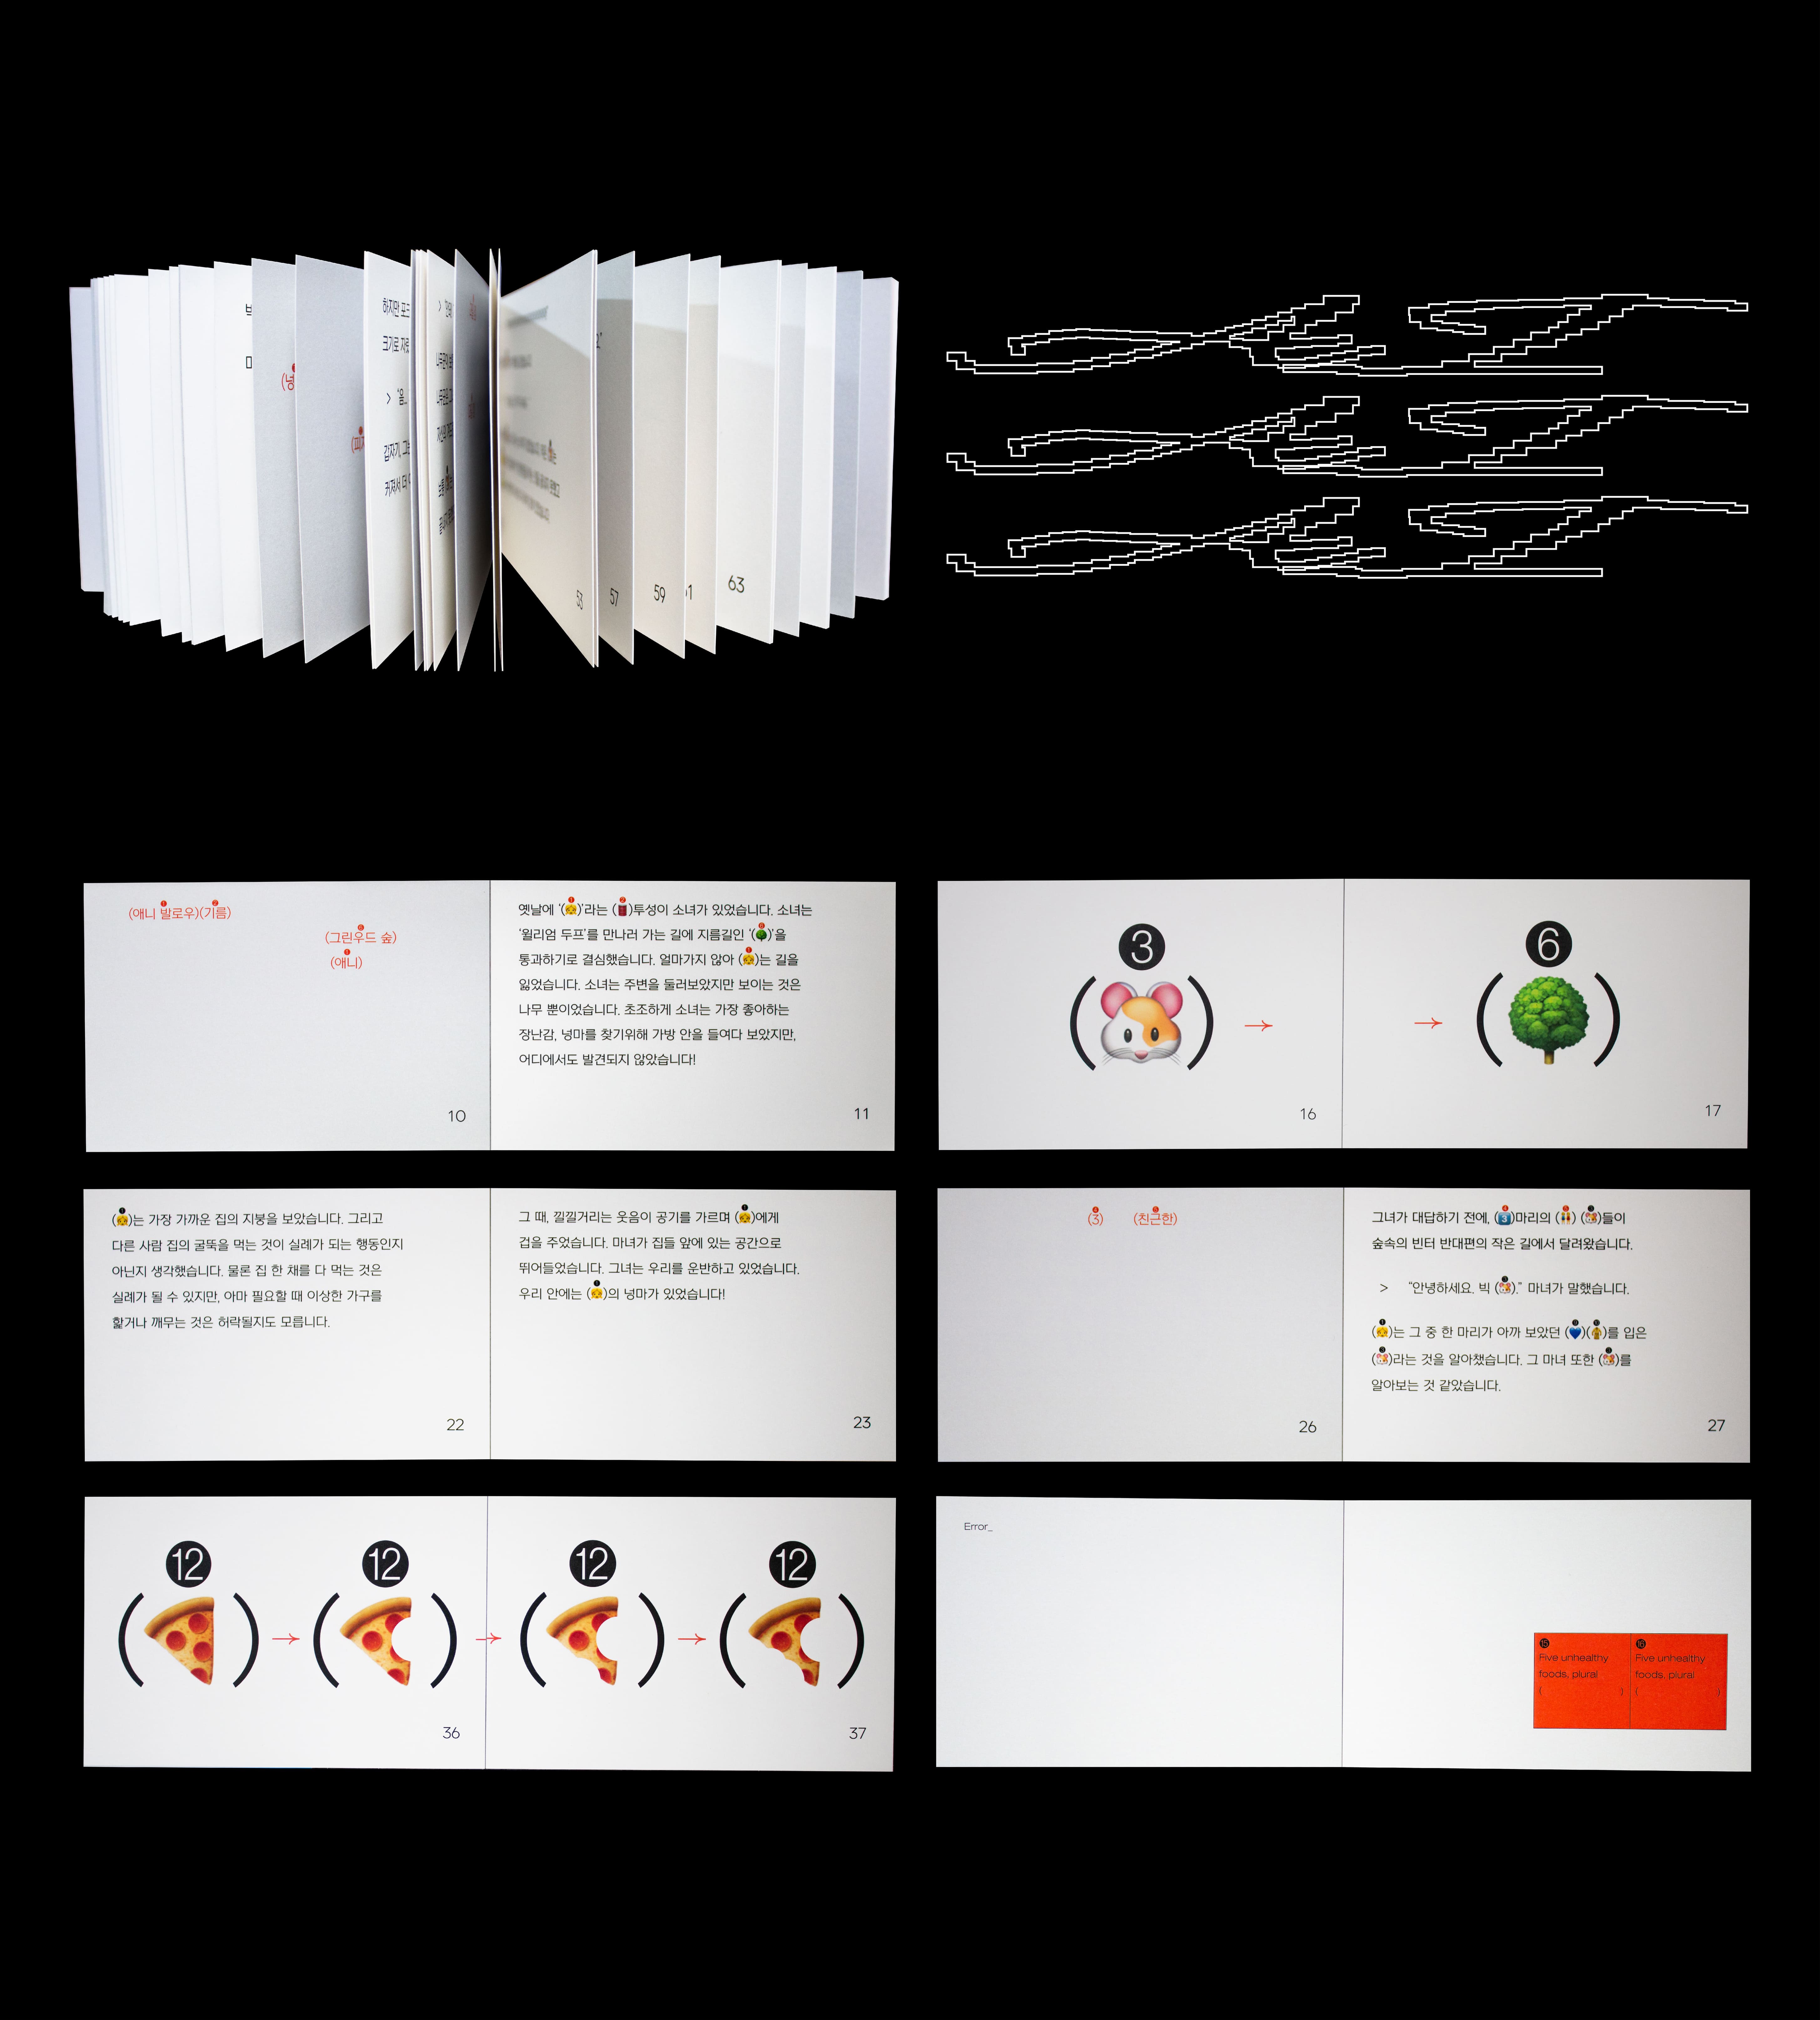 하지만 포크
크기로 자랐
> "음...
갑자기, 그는
커져서 더 이
53
57
59
63
(애니 발로우)(기름)
(그린우드 숲)
(애니)
10
옛날에 '(👧)'라는 (🛢)투성이 소녀가 있었습니다. 소녀는
'윌리엄 두프'를 만나러 가는 길에 지름길인 '(🌳)'을
통과하기로 결심했습니다. 얼마가지 않아 (👧)는 길을
잃었습니다. 소녀는 주변을 둘러보았지만 보이는 것은
나무 뿐이었습니다. 초조하게 소녀는 가장 좋아하는
장난감, 넝마를 찾기위해 가방 안을 들여다 보았지만,
어디에서도 발견되지 않았습니다!
11
❸
(🐹) →
16
❻
→ (🌳)
17
(👧)는 가장 가까운 집의 지붕을 보았습니다. 그리고
다른 사람 집의 굴뚝을 먹는 것이 실례가 되는 행동인지
아닌지 생각했습니다. 물론 집 한 채를 다 먹는 것은
실례가 될 수 있지만, 아마 필요할 때 이상한 가구를
핥거나 깨무는 것은 허락될지도 모릅니다.
22
그 때, 낄낄거리는 웃음이 공기를 가르며 (👧)에게
겁을 주었습니다. 마녀가 집들 앞에 있는 공간으로
뛰어들었습니다. 그녀는 우리를 운반하고 있었습니다.
우리 안에는 (👧)의 넝마가 있었습니다!
23
(3) (친근한)
26
그녀가 대답하기 전에, (3️⃣)마리의 (👭) (🐹)들이
숲속의 빈터 반대편의 작은 길에서 달려왔습니다.
> "안녕하세요. 빅 (🐹)." 마녀가 말했습니다.
(👧)는 그 중 한 마리가 아까 보았던 (💙)(🧥)를 입은
(🐹)라는 것을 알아챘습니다. 그 마녀 또한 (🐹)를
알아보는 것 같았습니다.
27
⓬ ⓬ ⓬ ⓬
(🍕) → (🍕) → (🍕) → (🍕)
36
37
Error_
⓯
Five unhealthy
foods, plural
( )
⓰
Five unhealthy
foods, plural
( )